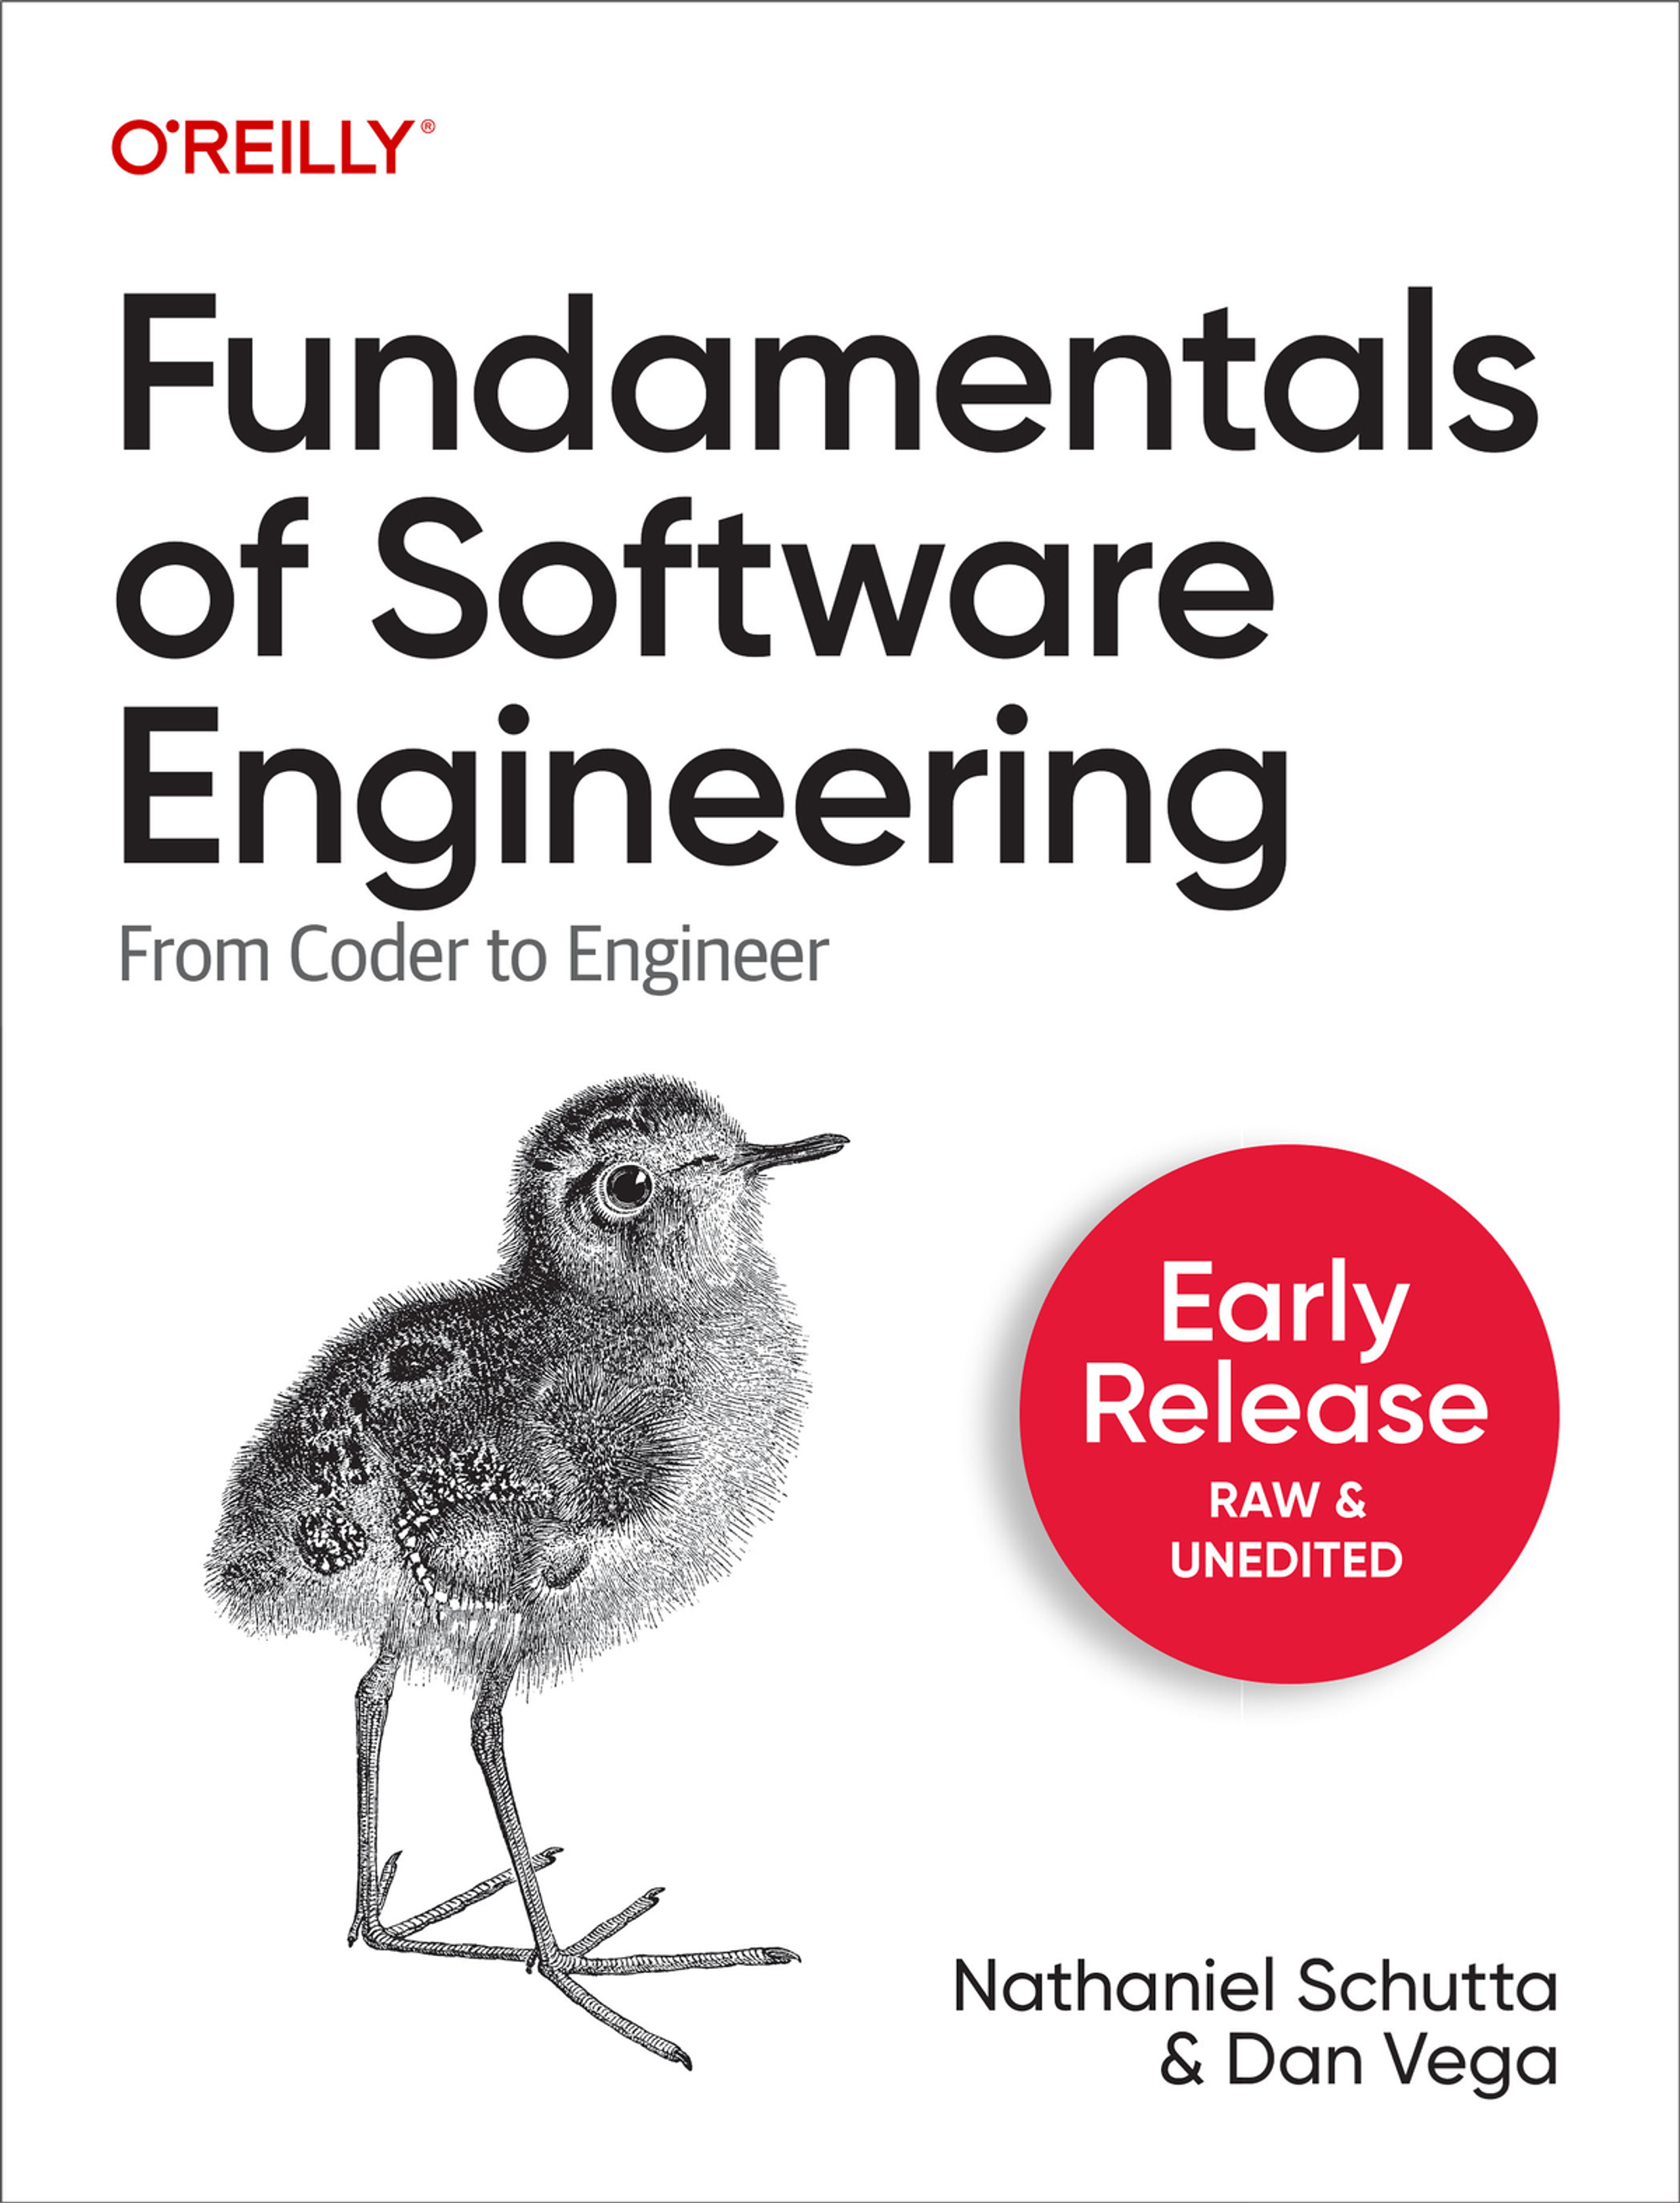 O'REILLY®
Fundamentals
of Software
Engineering
From Coder to Engineer
Early
Release
RAW &
UNEDITED
Nathaniel Schutta
& Dan Vega